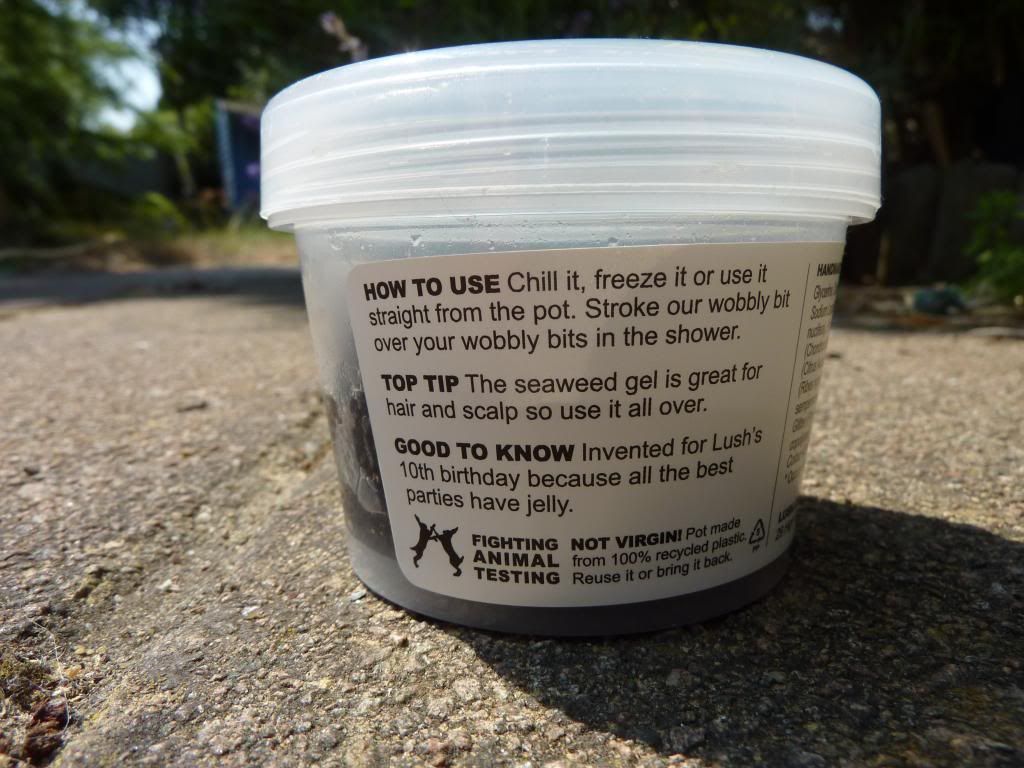 HOW TO USE Chill it, freeze it or use it
straight from the pot. Stroke our wobbly bit
over your wobbly bits in the shower.
TOP TIP The seaweed gel is great for
hair and scalp so use it all over.
GOOD TO KNOW Invented for Lush's
10th birthday because all the best
parties have jelly.
FIGHTING
ANIMAL
TESTING
NOT VIRGIN! Pot made
from 100% recycled plastic.
Reuse it or bring it back.
5
PP